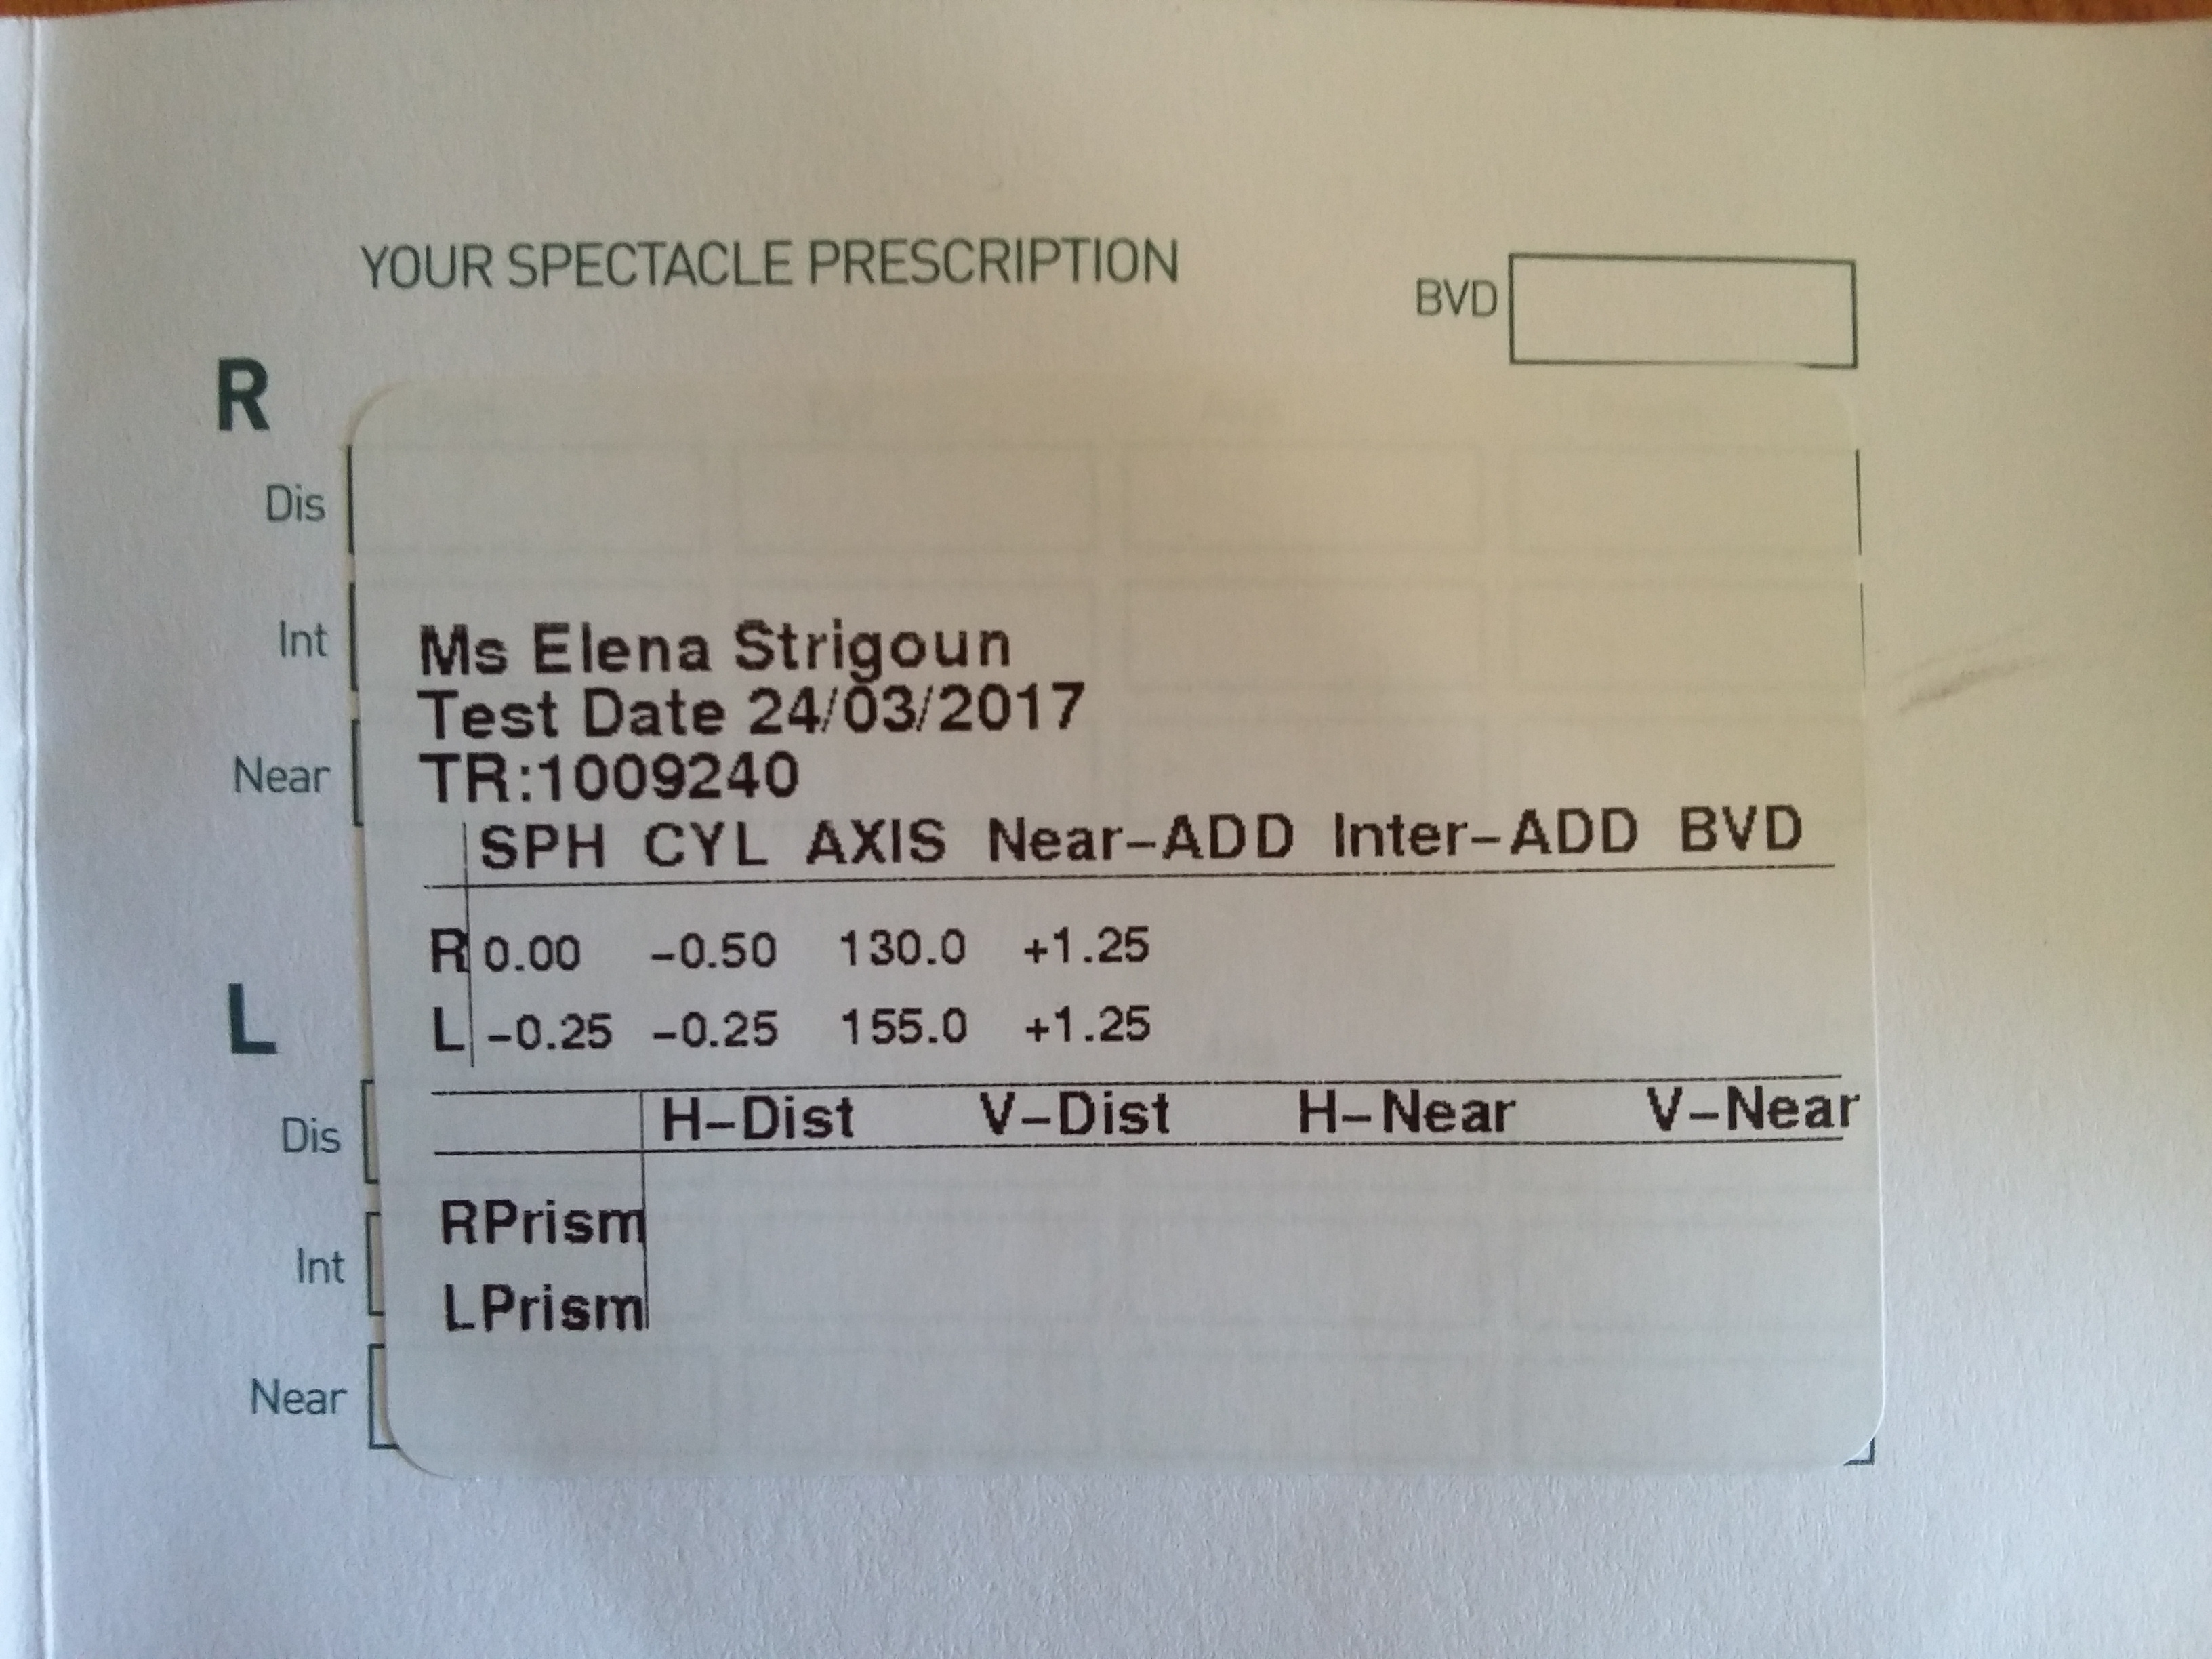 YOUR SPECTACLE PRESCRIPTION
BVD
R
Dis
Int
Near
Ms Elena Strigoun
Test Date 24/03/2017
TR:1009240
SPH CYL AXIS Near-ADD Inter-ADD BVD
R 0.00 -0.50 130.0 +1.25
L -0.25 -0.25 155.0 +1.25
L
Dis
Int
Near
H-Dist V-Dist H-Near V-Near
RPrism
LPrism